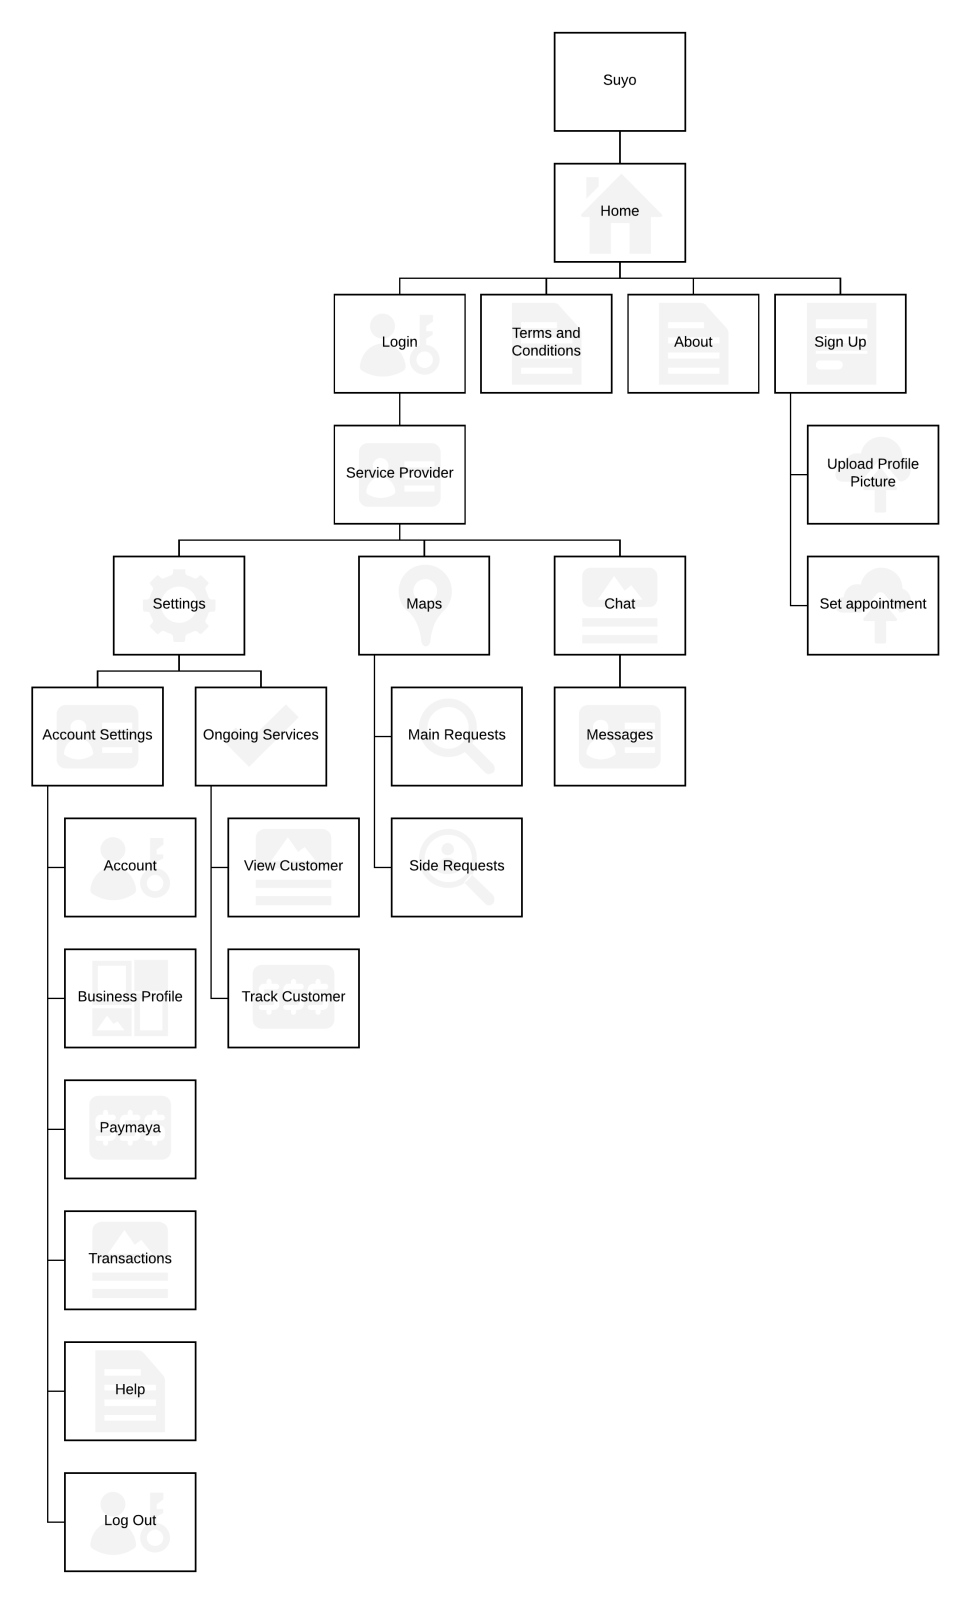 Suyo
Home
Login
Terms and
Conditions
About
Sign Up
Service Provider
Upload Profile
Picture
Settings
Maps
Chat
Set appointment
Account Settings
Ongoing Services
Main Requests
Messages
Account
View Customer
Side Requests
Business Profile
Track Customer
Paymaya
Transactions
Help
Log Out